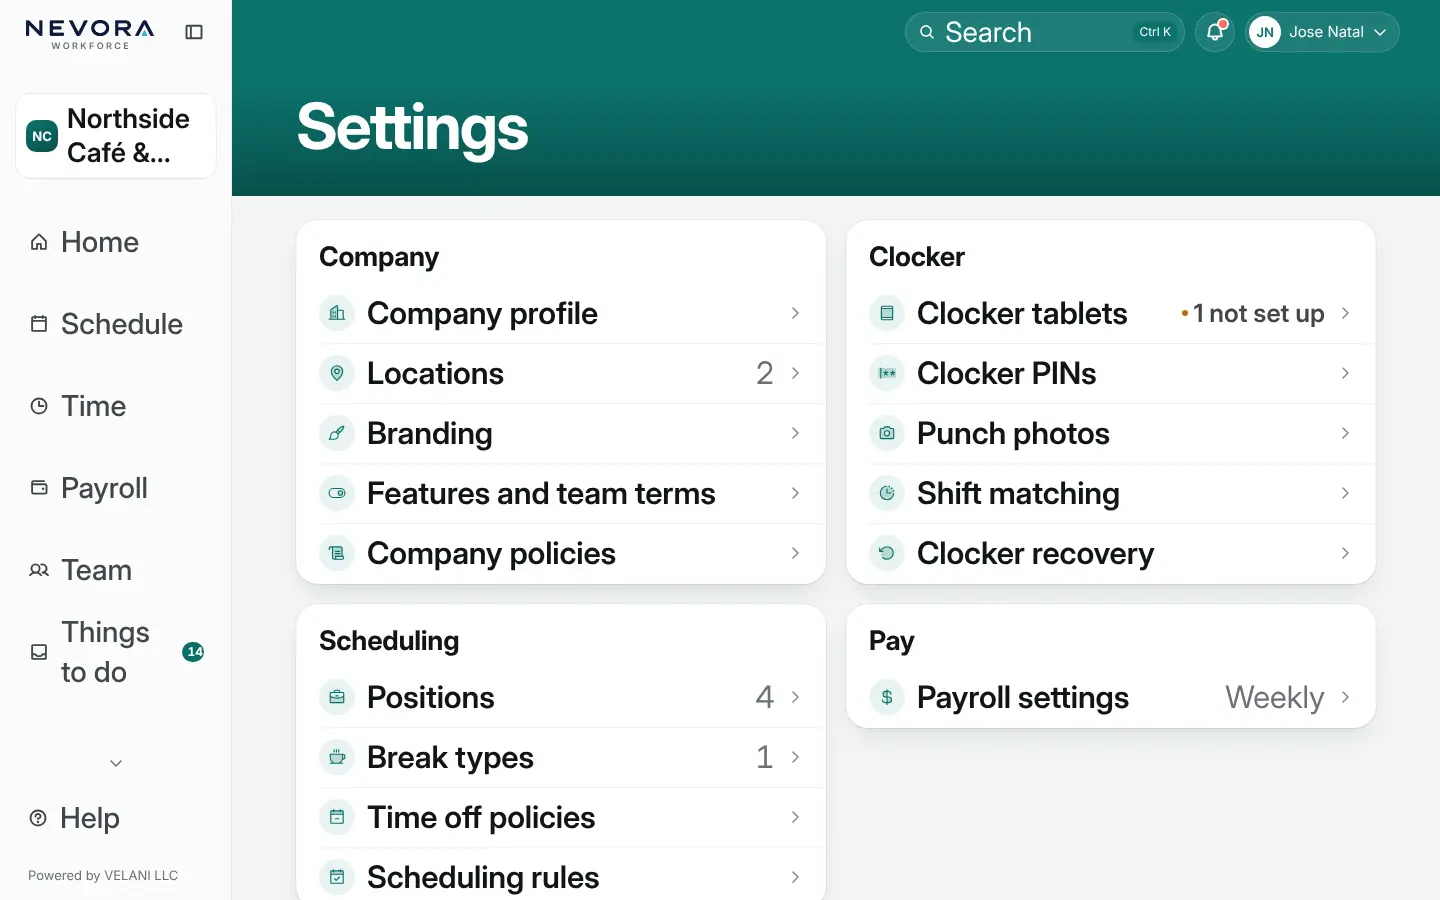 NEVORA
WORKFORCE
Search
Ctrl K
JN
Jose Natal
NC
Northside
Café &...
Settings
Home
Schedule
Time
Payroll
Team
Things
to do
14
Help
Powered by VELANI LLC
Company
Company profile
Locations
2
Branding
Features and team terms
Company policies
Clocker
Clocker tablets
1 not set up
Clocker PINs
Punch photos
Shift matching
Clocker recovery
Scheduling
Positions
4
Break types
1
Time off policies
Scheduling rules
Pay
Payroll settings
Weekly